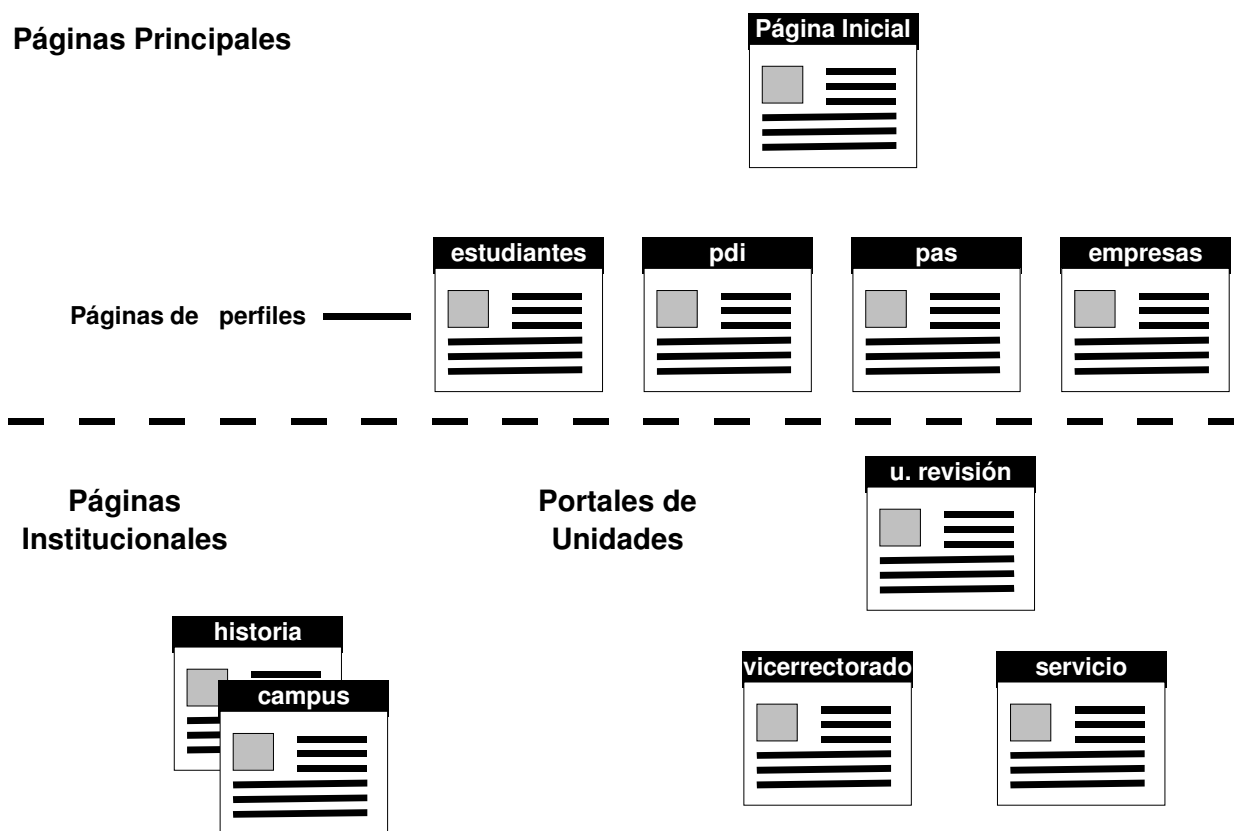 Páginas Principales
Página Inicial
estudiantes
pdi
pas
empresas
Páginas de perfiles
u. revisión
Páginas
Institucionales
Portales de
Unidades
historia
campus
vicerrectorado
servicio